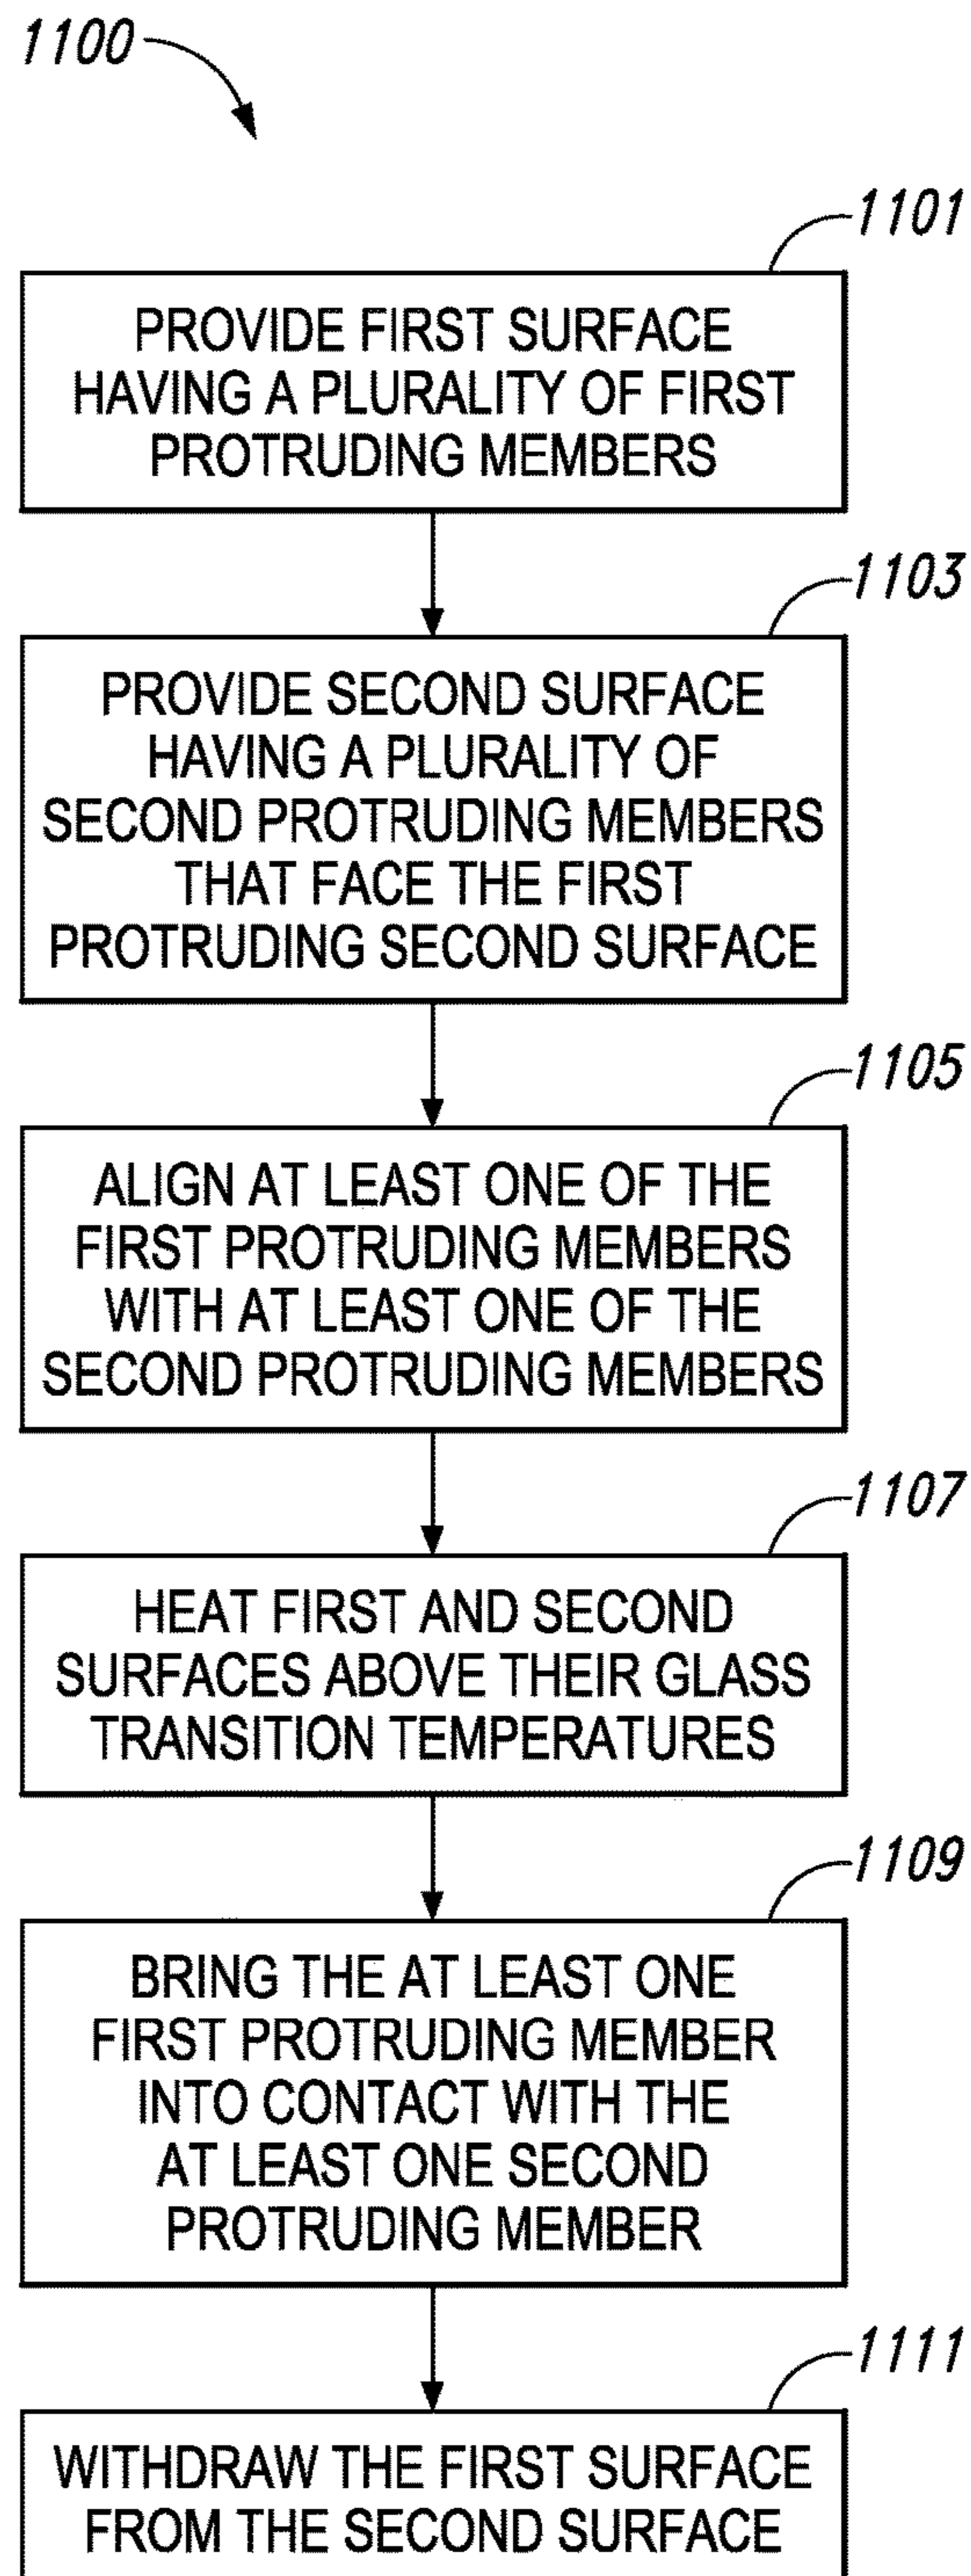 1100
1101
PROVIDE FIRST SURFACE
HAVING A PLURALITY OF FIRST
PROTRUDING MEMBERS
1103
PROVIDE SECOND SURFACE
HAVING A PLURALITY OF
SECOND PROTRUDING MEMBERS
THAT FACE THE FIRST
PROTRUDING SECOND SURFACE
1105
ALIGN AT LEAST ONE OF THE
FIRST PROTRUDING MEMBERS
WITH AT LEAST ONE OF THE
SECOND PROTRUDING MEMBERS
1107
HEAT FIRST AND SECOND
SURFACES ABOVE THEIR GLASS
TRANSITION TEMPERATURES
1109
BRING THE AT LEAST ONE
FIRST PROTRUDING MEMBER
INTO CONTACT WITH THE
AT LEAST ONE SECOND
PROTRUDING MEMBER
1111
WITHDRAW THE FIRST SURFACE
FROM THE SECOND SURFACE